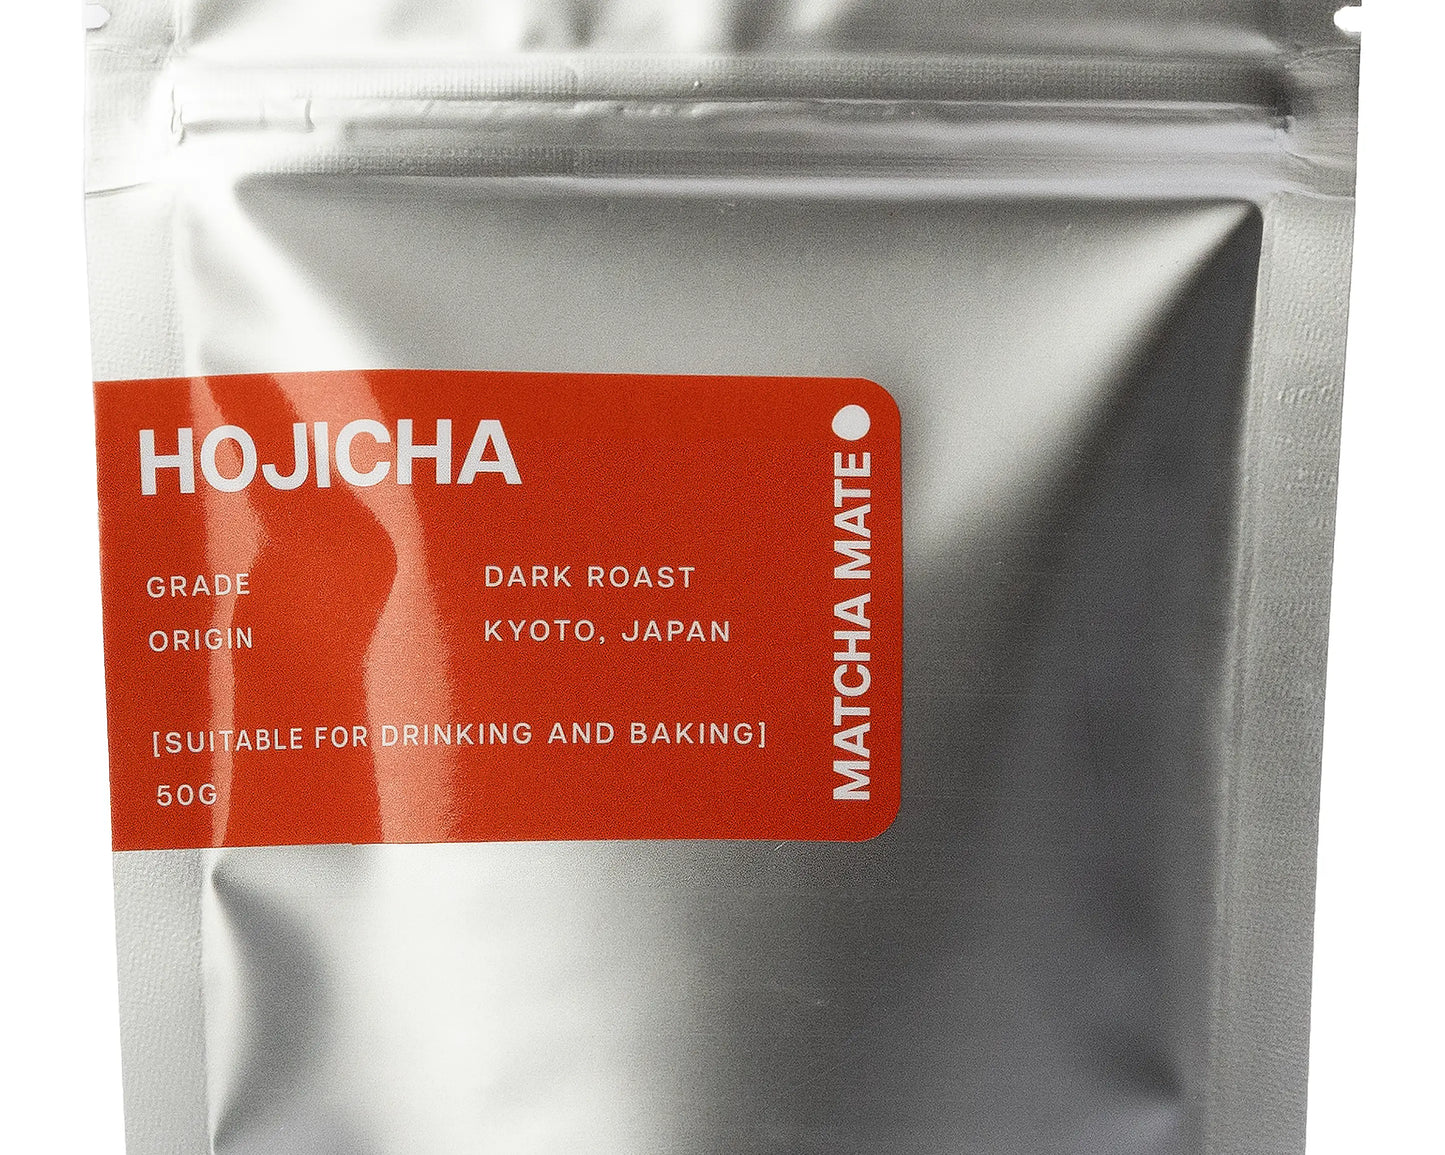 HOJICHA
GRADE DARK ROAST
ORIGIN KYOTO, JAPAN
[SUITABLE FOR DRINKING AND BAKING]
50G
MATCHA MATE